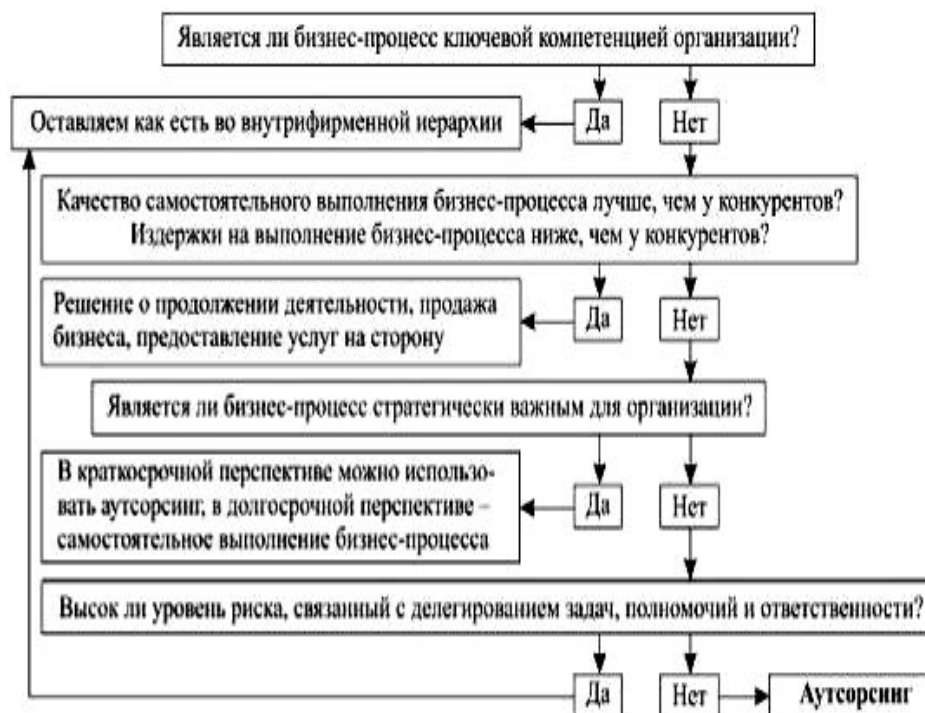 Является ли бизнес-процесс ключевой компетенцией организации?
Да
Нет
Оставляем как есть во внутрифирменной иерархии
Качество самостоятельного выполнения бизнес-процесса лучше, чем у конкурентов?
Издержки на выполнение бизнес-процесса ниже, чем у конкурентов?
Решение о продолжении деятельности, продажа
бизнеса, предоставление услуг на сторону
Да
Нет
Является ли бизнес-процесс стратегически важным для организации?
В краткосрочной перспективе можно использо-
вать аутсорсинг, в долгосрочной перспективе –
самостоятельное выполнение бизнес-процесса
Да
Нет
Высок ли уровень риска, связанный с делегированием задач, полномочий и ответственности?
Да
Нет
Аутсорсинг